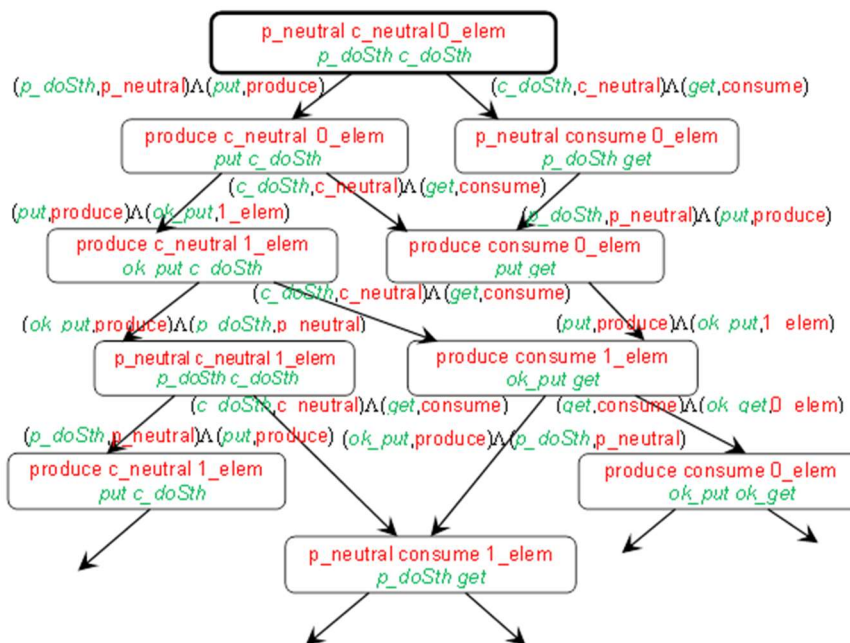 p_neutral c_neutral 0_elem
p_doSth c_doSth
(p_doSth,p_neutral)Λ(put,produce)
(c_doSth,c_neutral)Λ(get,consume)
produce c_neutral 0_elem
put c_doSth
p_neutral consume 0_elem
p_doSth get
(c_doSth,c_neutral)Λ(get,consume)
(put,produce)Λ(ok_put,1_elem)
(p_doSth,p_neutral)Λ(put,produce)
produce c_neutral 1_elem
ok_put c_doSth
produce consume 0_elem
put get
(c_doSth,c_neutral)Λ(get,consume)
(ok_put,produce)Λ(p_doSth,p_neutral)
(put,produce)Λ(ok_put,1_elem)
p_neutral c_neutral 1_elem
p_doSth c_doSth
produce consume 1_elem
ok_put get
(c_doSth,c_neutral)Λ(get,consume)
(get,consume)Λ(ok_get,0_elem)
(p_doSth,p_neutral)Λ(put,produce)
(ok_put,produce)Λ(p_doSth,p_neutral)
produce c_neutral 1_elem
put c_doSth
produce consume 0_elem
ok_put ok_get
p_neutral consume 1_elem
p_doSth get